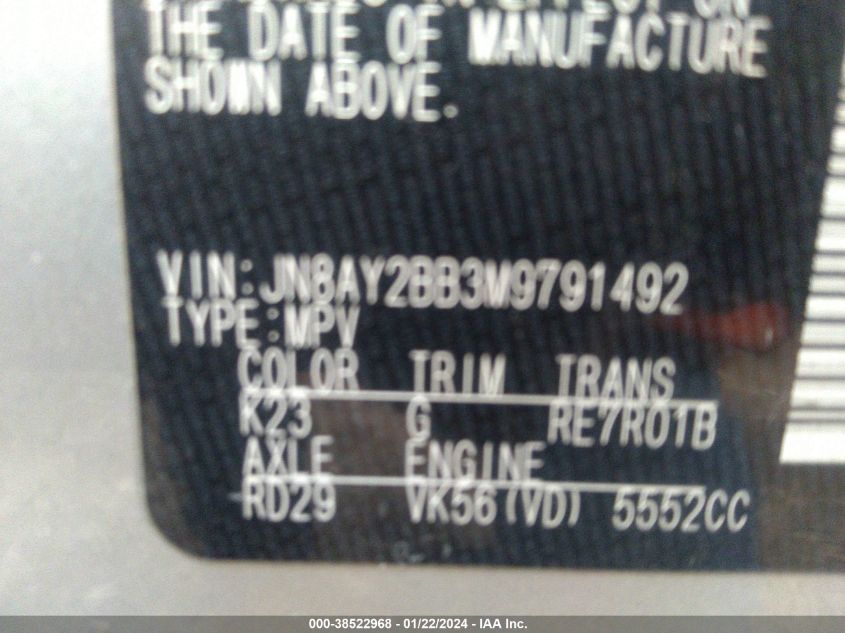 THE DATE OF MANUFACTURE
SHOWN ABOVE.
VIN:JN8AY2BB3M9791492
TYPE:MPV
COLOR TRIM TRANS
K23 G RE7R01B
AXLE ENGINE
RD29 VK56(VD) 5552CC
000-38522968 - 01/22/2024 - IAA Inc.